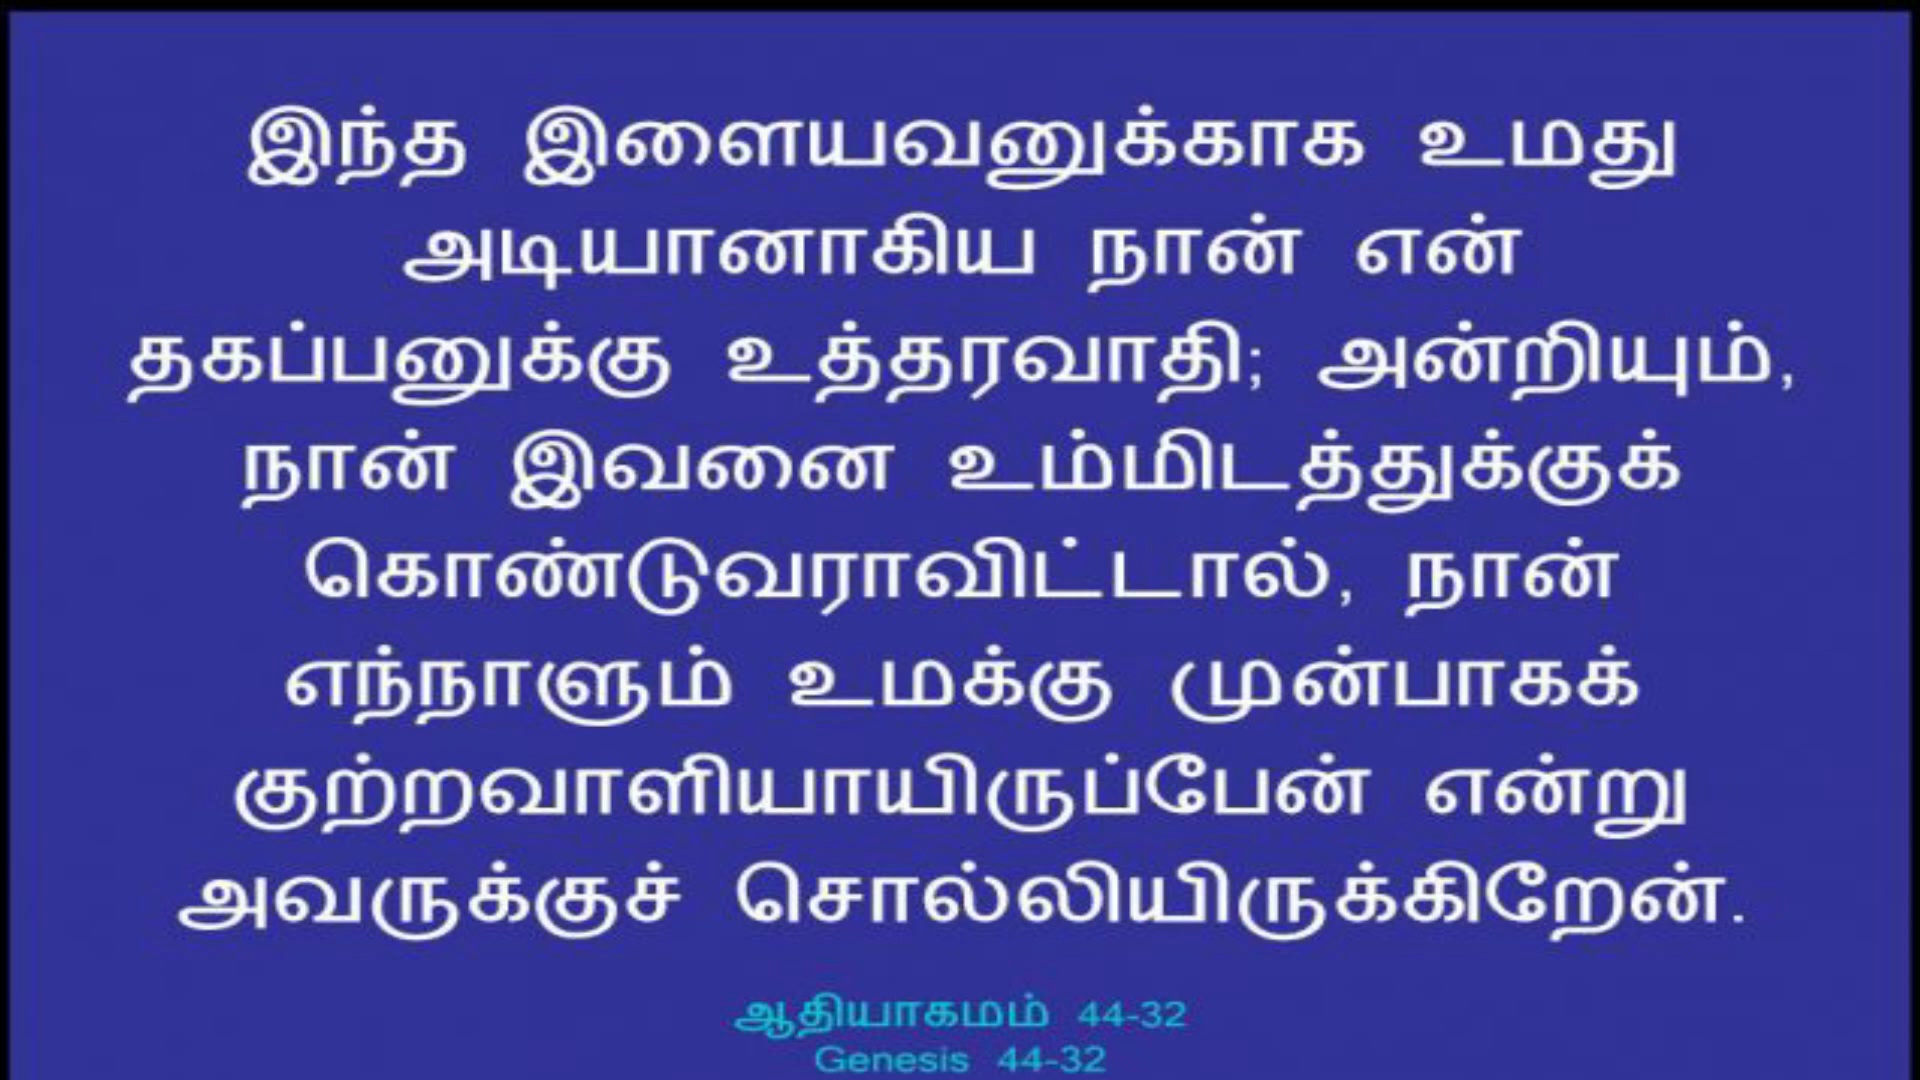 இந்த இளையவனுக்காக உமது
அடியானாகிய நான் என்
தகப்பனுக்கு உத்தரவாதி; அன்றியும்,
நான் இவனை உம்மிடத்துக்குக்
கொண்டுவராவிட்டால், நான்
எந்நாளும் உமக்கு முன்பாகக்
குற்றவாளியாயிருப்பேன் என்று
அவருக்குச் சொல்லியிருக்கிறேன்.
ஆதியாகமம் 44-32
Genesis 44-32